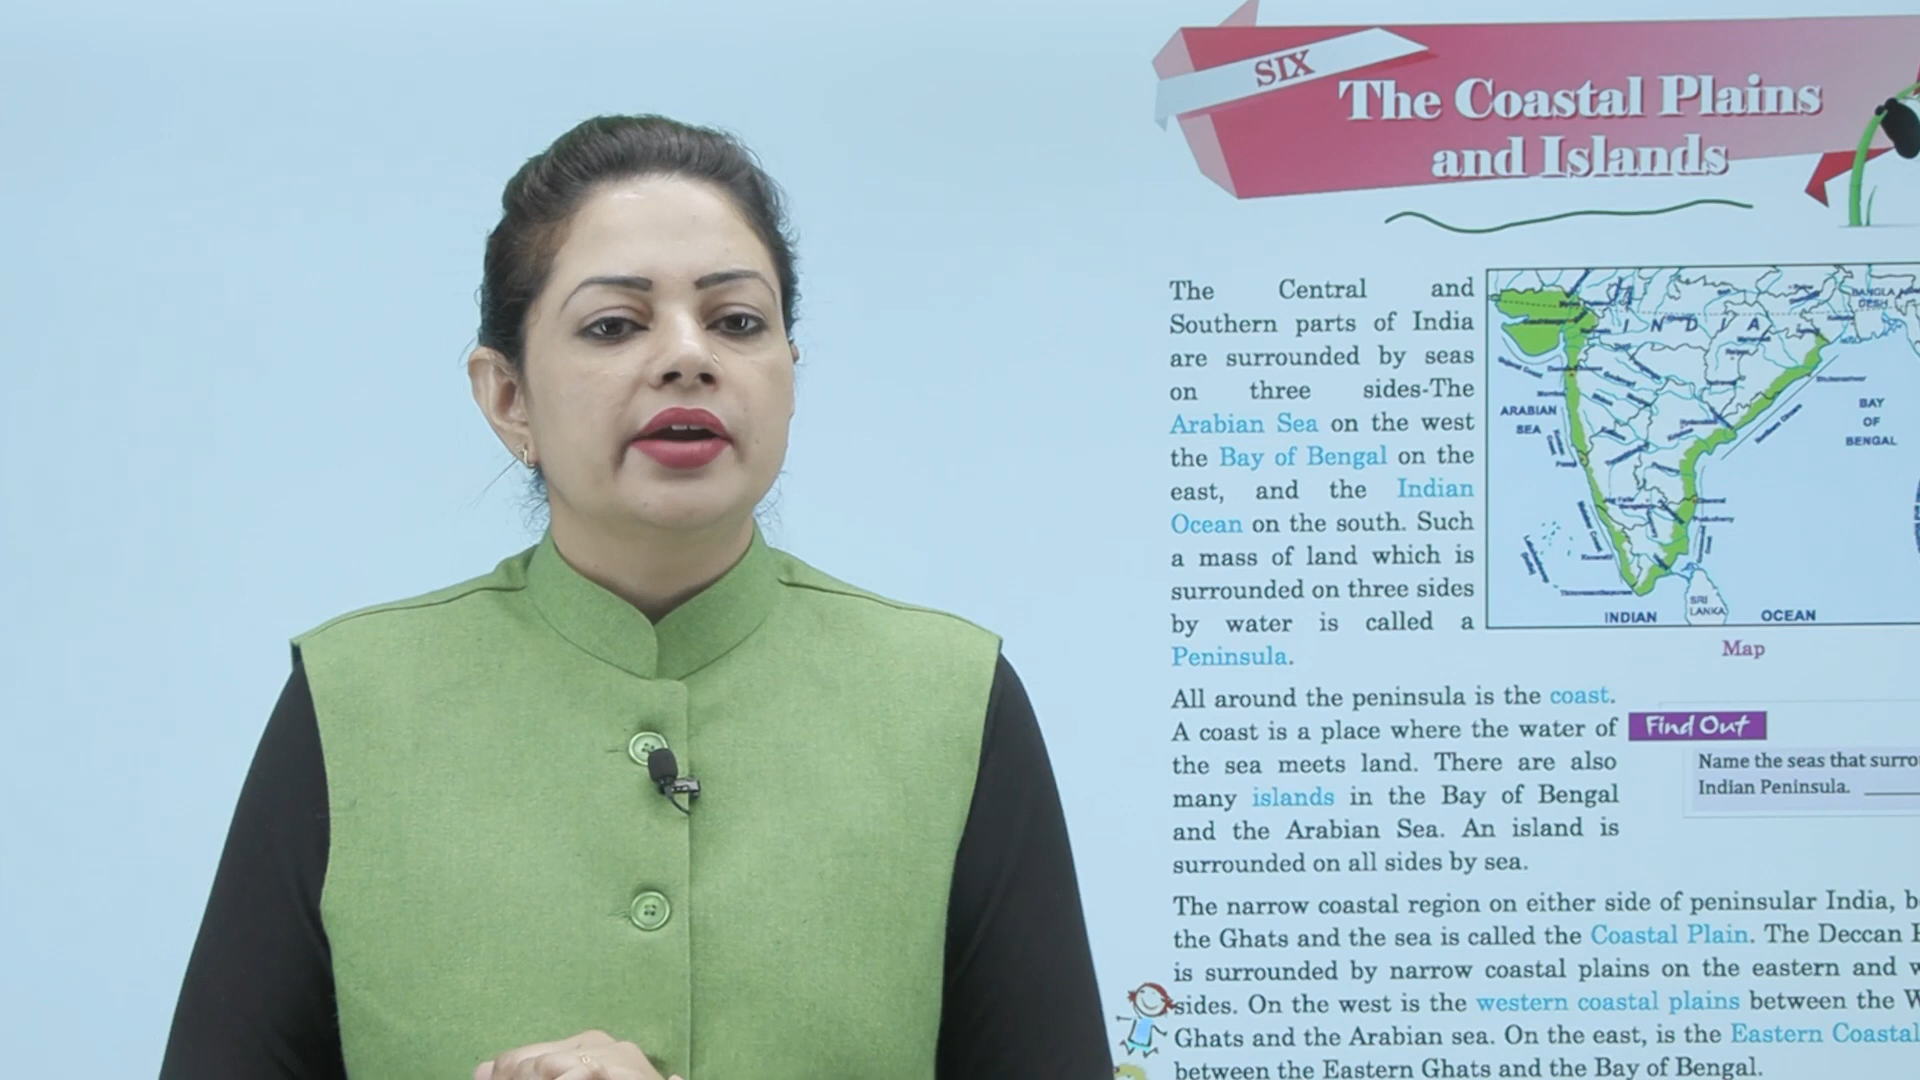 SIX
The Coastal Plains
and Islands
The Central and
Southern parts of India
are surrounded by seas
on three sides-The
Arabian Sea on the west
the Bay of Bengal on the
east, and the Indian
Ocean on the south. Such
a mass of land which is
surrounded on three sides
by water is called a
Peninsula.
BANGLA
DESH
I N D I A
ARABIAN
SEA
BAY
OF
BENGAL
SRI
LANKA
INDIAN OCEAN
Map
All around the peninsula is the coast.
A coast is a place where the water of
the sea meets land. There are also
many islands in the Bay of Bengal
and the Arabian Sea. An island is
surrounded on all sides by sea.
Find Out
Name the seas that surro
Indian Peninsula.
The narrow coastal region on either side of peninsular India, b
the Ghats and the sea is called the Coastal Plain. The Deccan
is surrounded by narrow coastal plains on the eastern and w
sides. On the west is the western coastal plains between the W
Ghats and the Arabian sea. On the east, is the Eastern Coastal
between the Eastern Ghats and the Bay of Bengal.